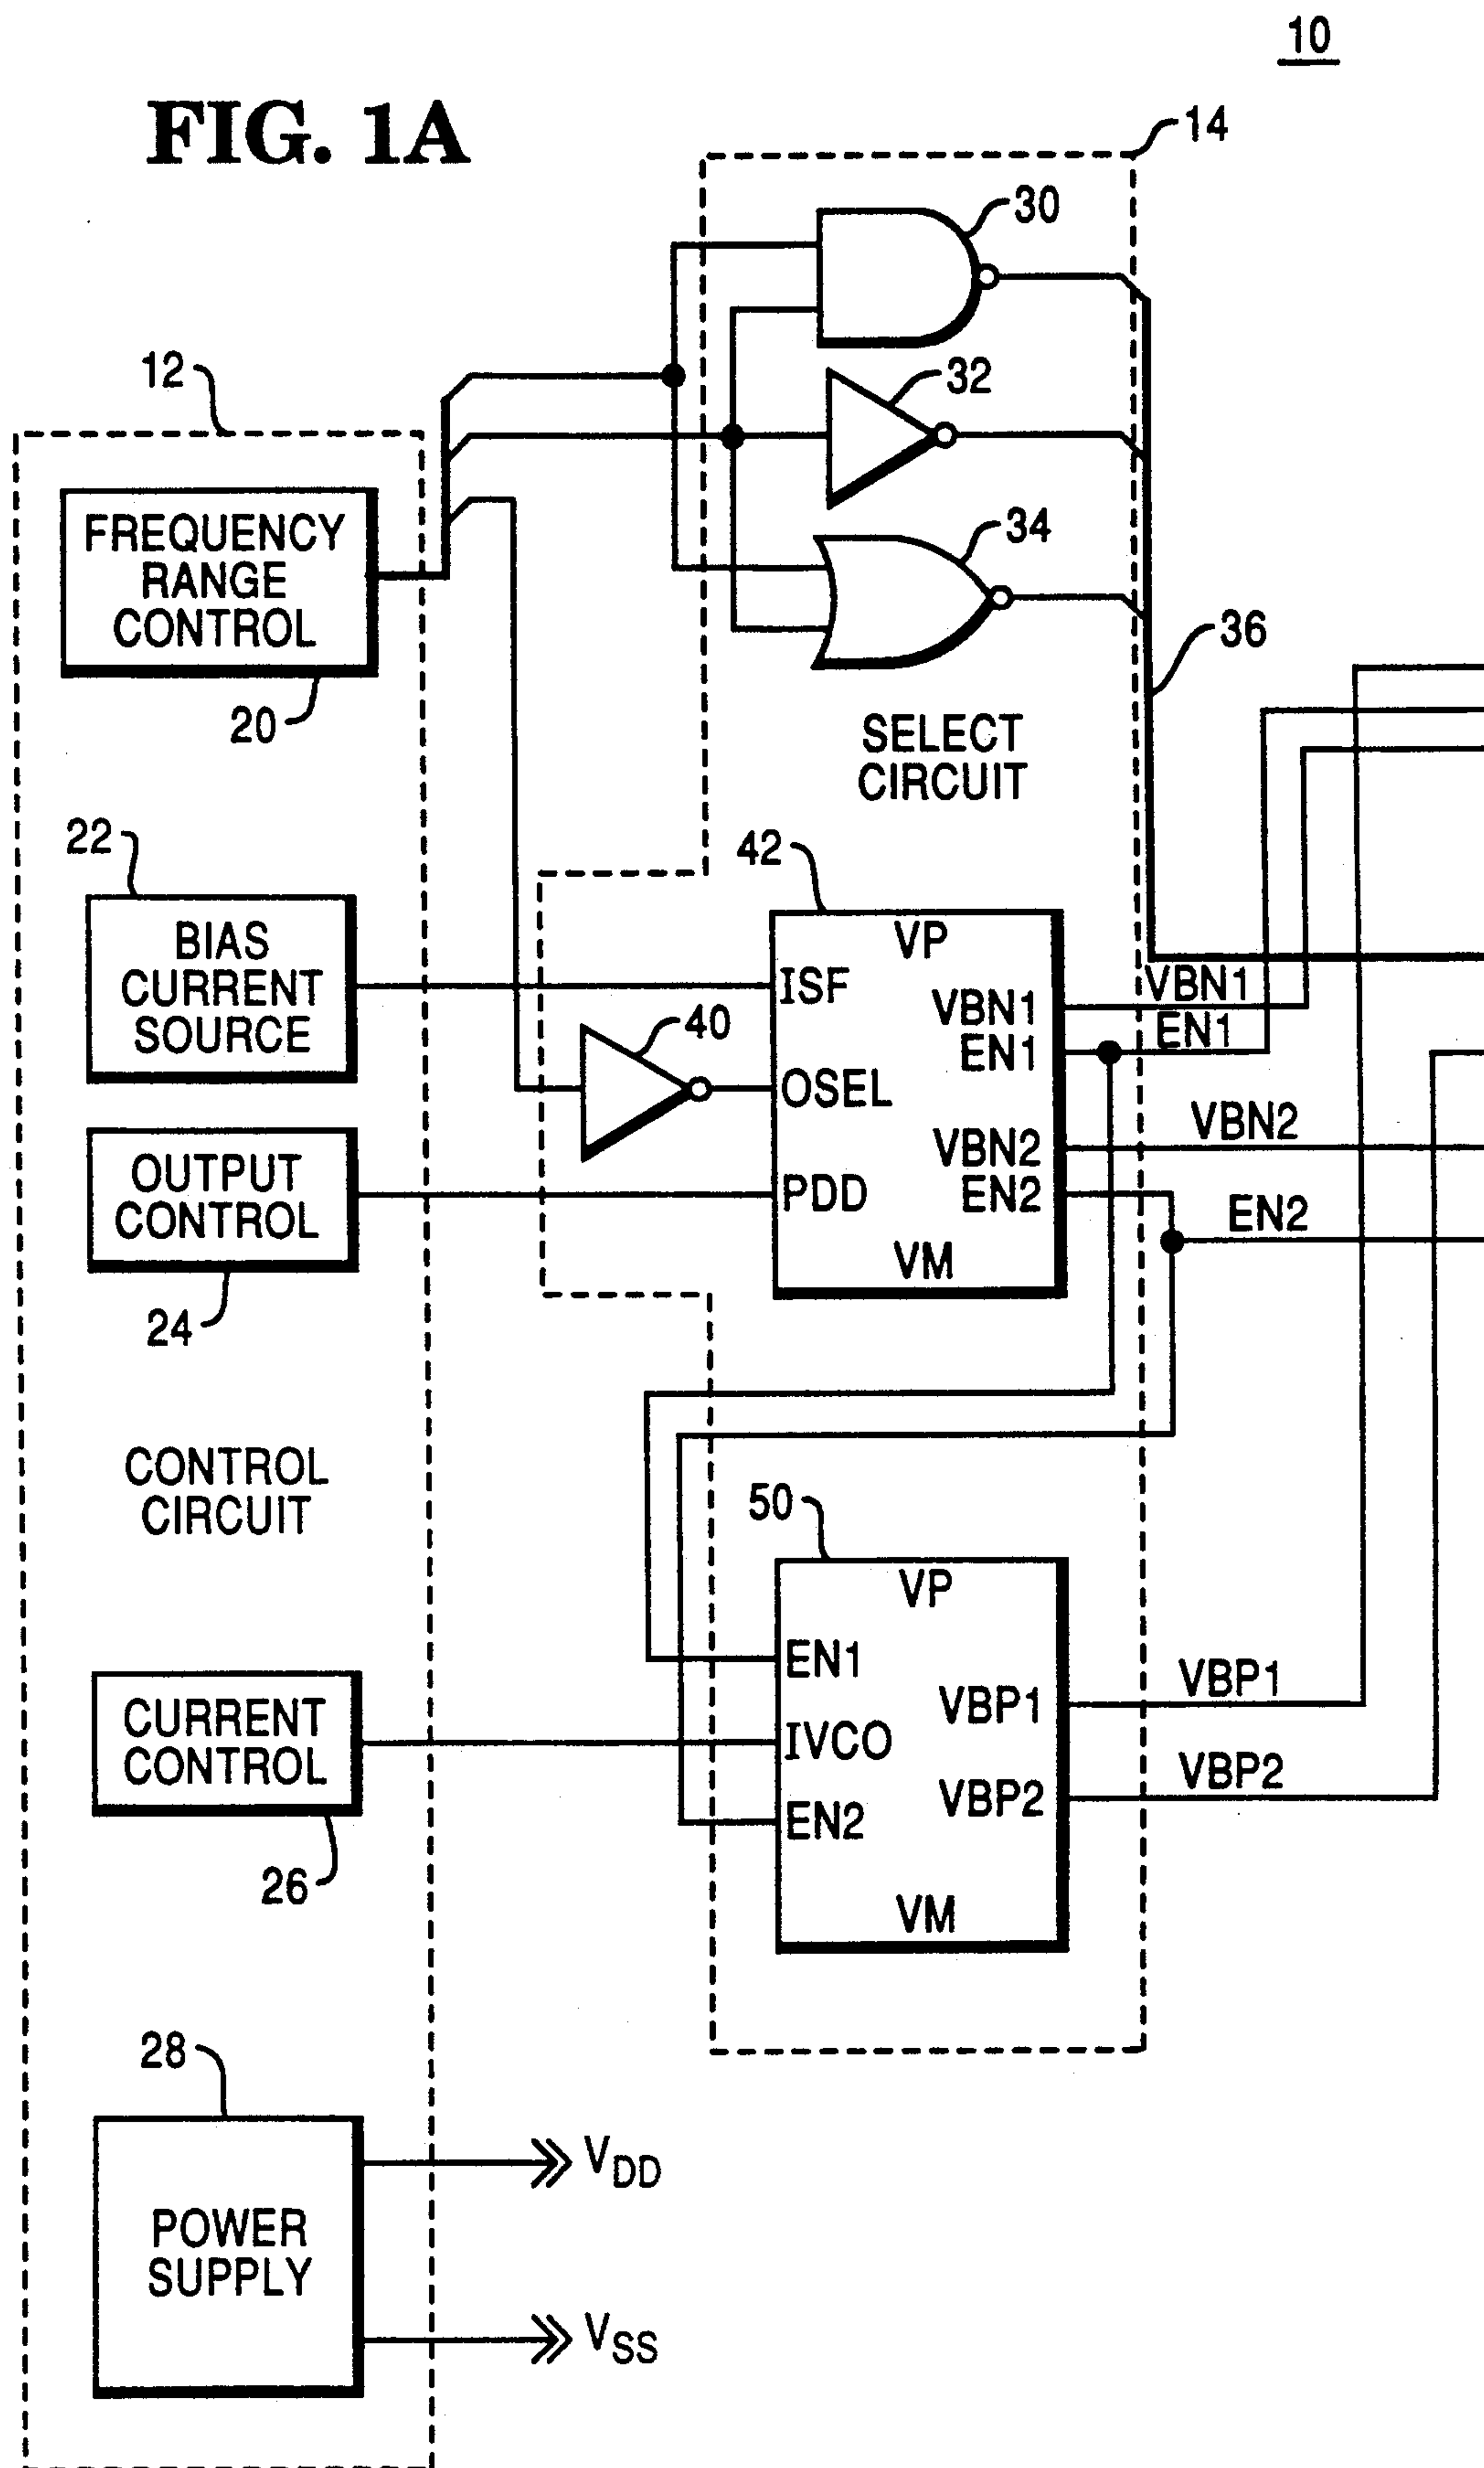 10
FIG. 1A
14
30
12
32
FREQUENCY
RANGE
CONTROL
34
36
20
SELECT
CIRCUIT
22
42
BIAS
CURRENT
SOURCE
VP
ISF
VBN1
VBN1
EN1
EN1
40
OSEL
OUTPUT
CONTROL
VBN2
VBN2
PDD
EN2
EN2
VM
24
CONTROL
CIRCUIT
50
VP
EN1
VBP1
VBP1
CURRENT
CONTROL
IVCO
VBP2
VBP2
EN2
26
VM
28
POWER
SUPPLY
VDD
VSS